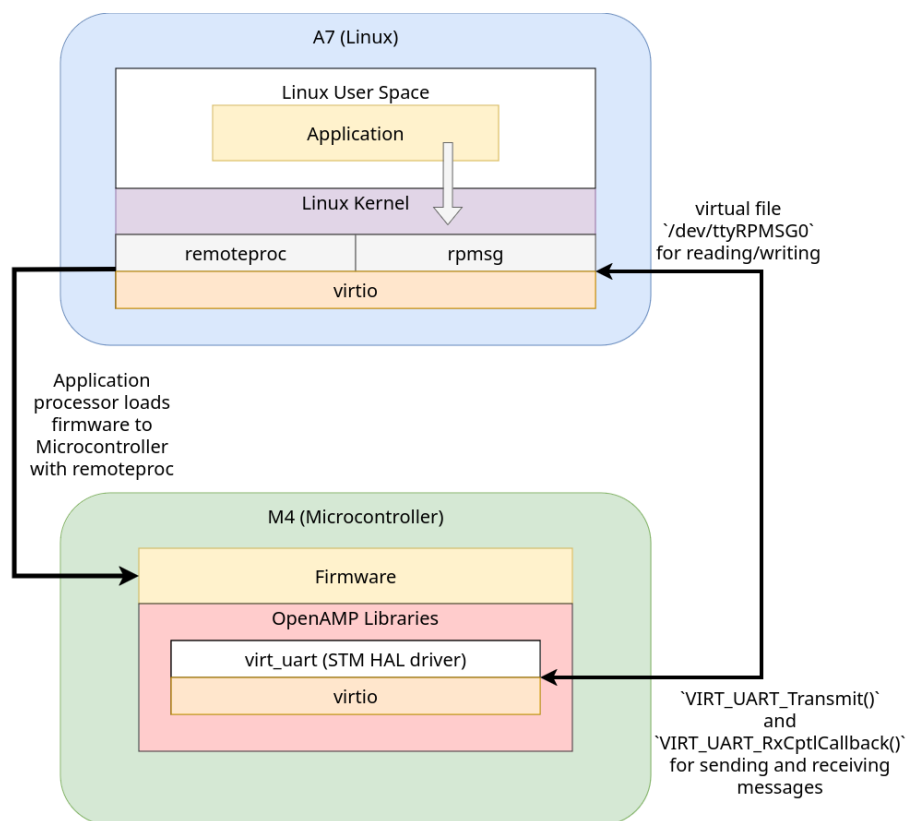 A7 (Linux)
Linux User Space
Application
Linux Kernel
remoteproc
rpmsg
virtio
virtual file
`/dev/ttyRPMSG0`
for reading/writing
Application
processor loads
firmware to
Microcontroller
with remoteproc
M4 (Microcontroller)
Firmware
OpenAMP Libraries
virt_uart (STM HAL driver)
virtio
`VIRT_UART_Transmit()`
and
`VIRT_UART_RxCptlCallback()`
for sending and receiving
messages